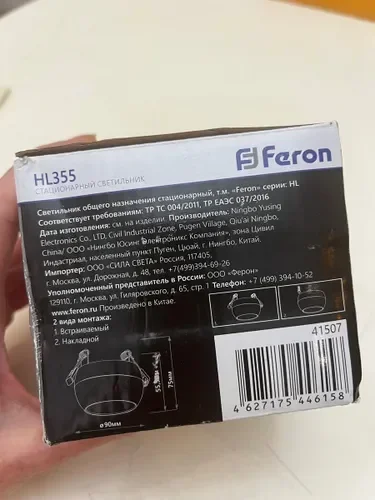 HL355
СТАЦИОНАРНЫЙ СВЕТИЛЬНИК
Feron
Светильник общего назначения стационарный, т.м. «Feron» серии: HL
Соответствует требованиям: ТР ТС 004/2011, ТР ЕАЭС 037/2016
Дата изготовления: см. на изделии. Производитель: Ningbo Yusing
Electronics Co., LTD, Civil Industrial Zone, Pugen Village, Qiu'ai, Ningbo,
China/ ООО «Нингбо Юсинг Электроникс Компания», зона Цивил
Индастриал, населенный пункт Пуген, Цюай, г. Нингбо, Китай.
Импортер: ООО «СИЛА СВЕТА» Россия, 117405,
г. Москва, ул. Дорожная, д. 48, тел. +7(499)394-69-26
Уполномоченный представитель в России: ООО «Ферон»
129110, г. Москва, ул. Гиляровского, д. 65, стр. 1 Телефон: +7 (499) 394-10-52
www.feron.ru Произведено в Китае.
2 вида монтажа:
1. Встраиваемый
2. Накладной
1
2
55мм
75мм
ø90мм
41507
4 627175 446158